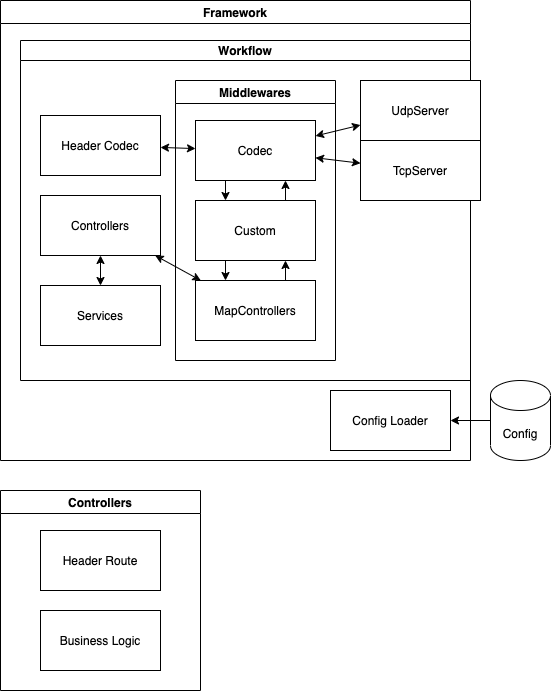 Framework
Workflow
Middlewares
UdpServer
Header Codec
Codec
TcpServer
Controllers
Custom
Services
MapControllers
Config Loader
Config
Controllers
Header Route
Business Logic